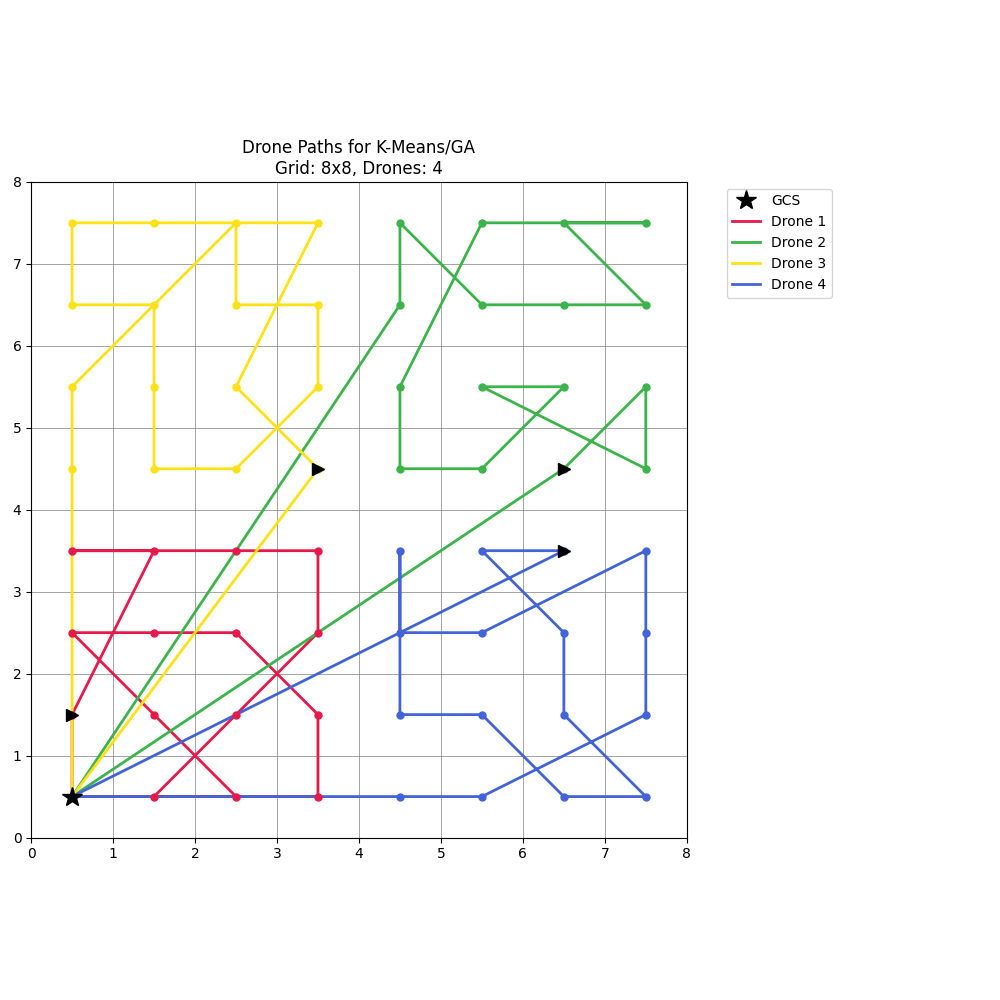 Drone Paths for K-Means/GA
Grid: 8x8, Drones: 4
GCS
Drone 1
Drone 2
Drone 3
Drone 4
8
7
6
5
4
3
2
1
0
0 1 2 3 4 5 6 7 8